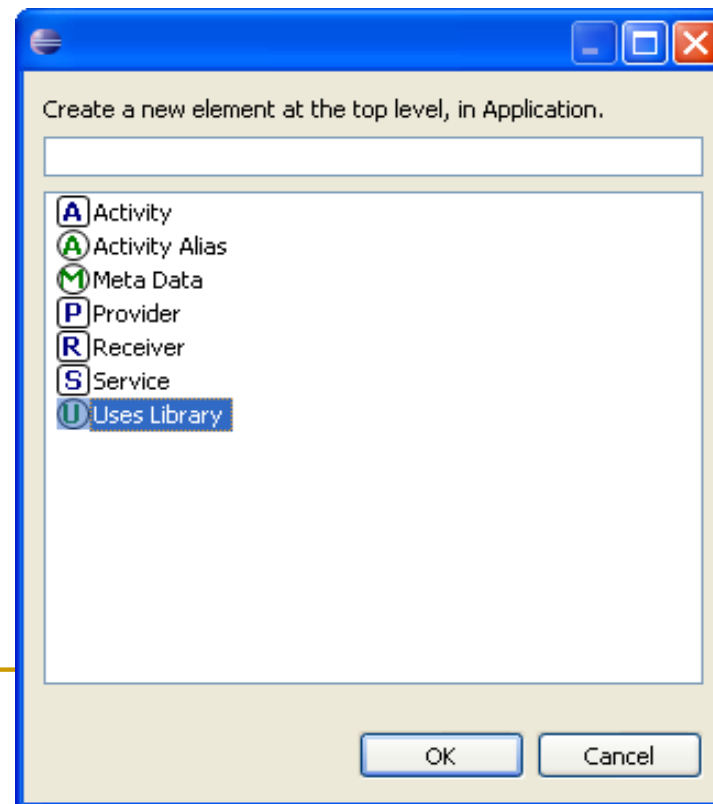 Create a new element at the top level, in Application.
A Activity
A Activity Alias
M Meta Data
P Provider
R Receiver
S Service
U Uses Library
OK Cancel